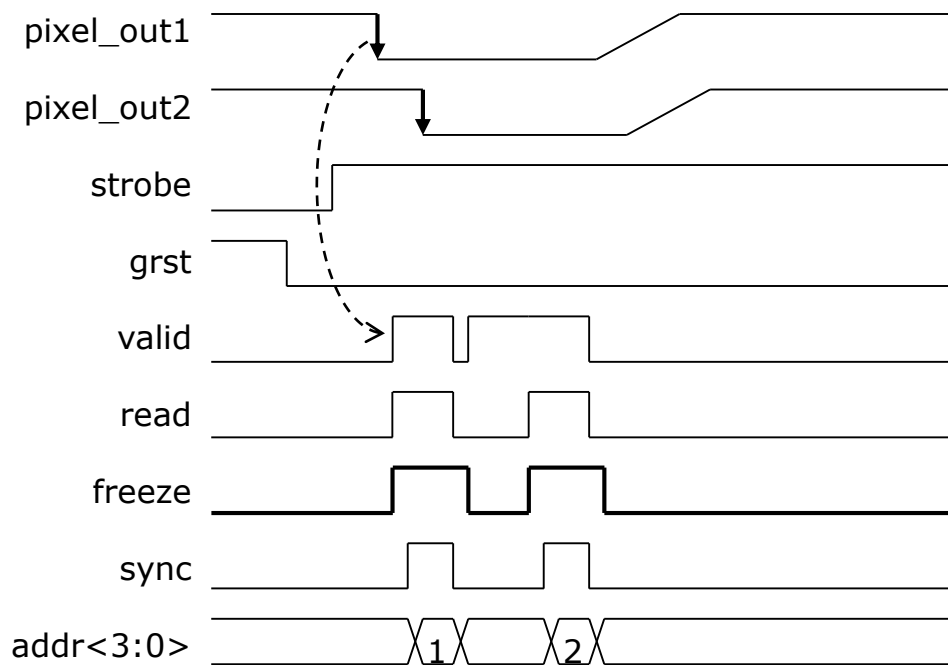 pixel_out1
pixel_out2
strobe
grst
valid
read
freeze
sync
addr<3:0> 1 2